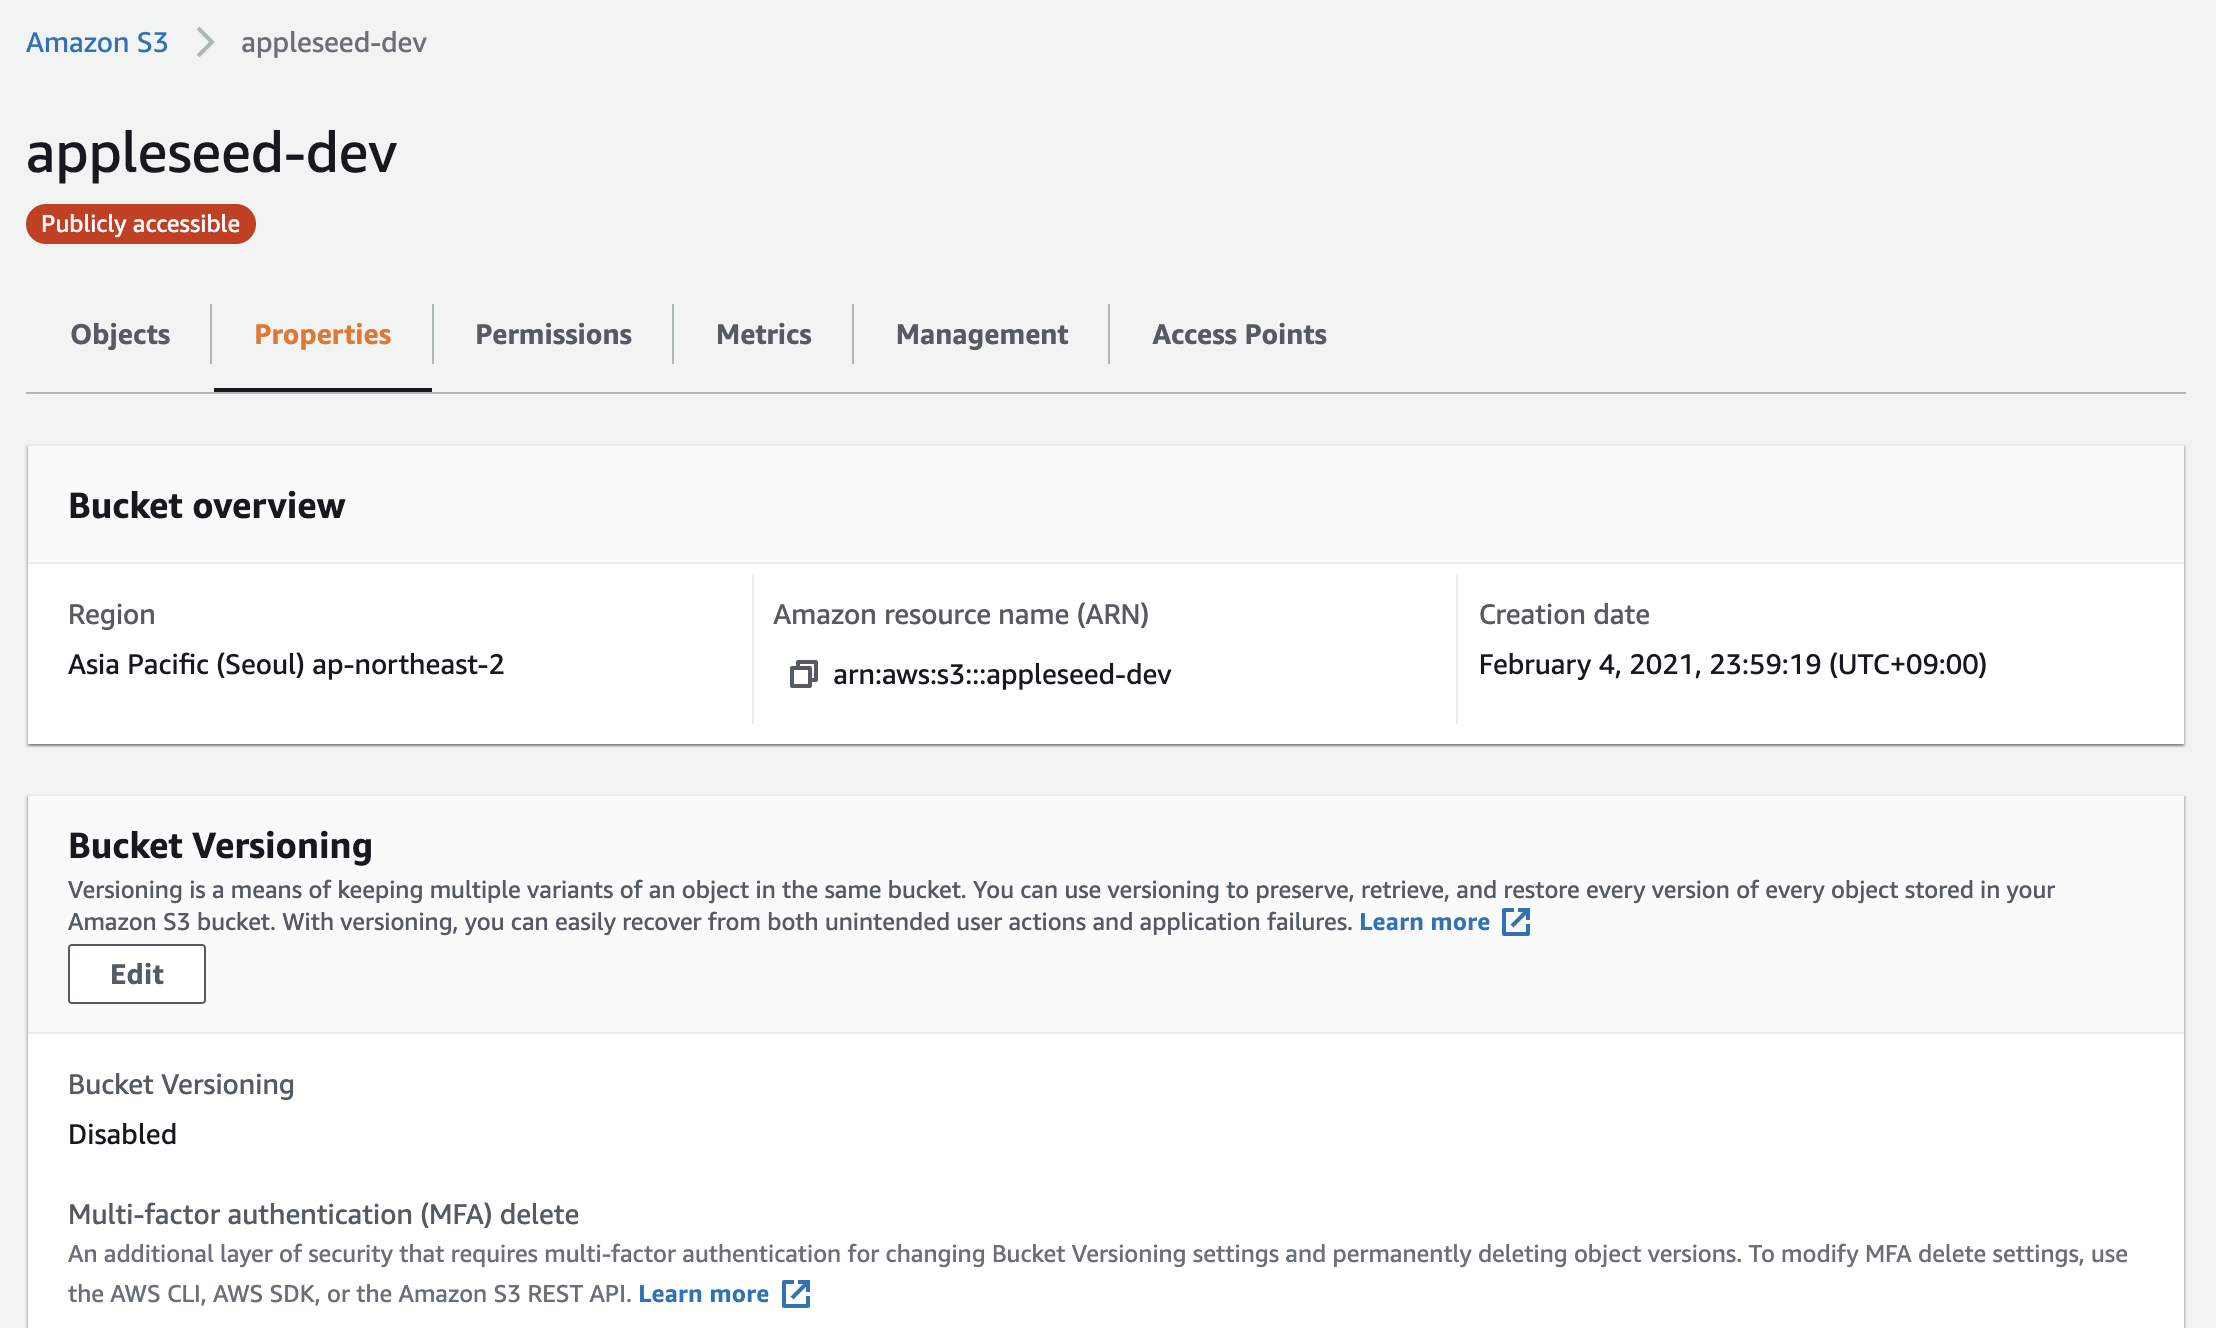 Amazon S3 appleseed-dev
appleseed-dev
Publicly accessible
Objects Properties Permissions Metrics Management Access Points
Bucket overview
Region
Asia Pacific (Seoul) ap-northeast-2
Amazon resource name (ARN)
arn:aws:s3:::appleseed-dev
Creation date
February 4, 2021, 23:59:19 (UTC+09:00)
Bucket Versioning
Versioning is a means of keeping multiple variants of an object in the same bucket. You can use versioning to preserve, retrieve, and restore every version of every object stored in your
Amazon S3 bucket. With versioning, you can easily recover from both unintended user actions and application failures. Learn more
Edit
Bucket Versioning
Disabled
Multi-factor authentication (MFA) delete
An additional layer of security that requires multi-factor authentication for changing Bucket Versioning settings and permanently deleting object versions. To modify MFA delete settings, use
the AWS CLI, AWS SDK, or the Amazon S3 REST API. Learn more